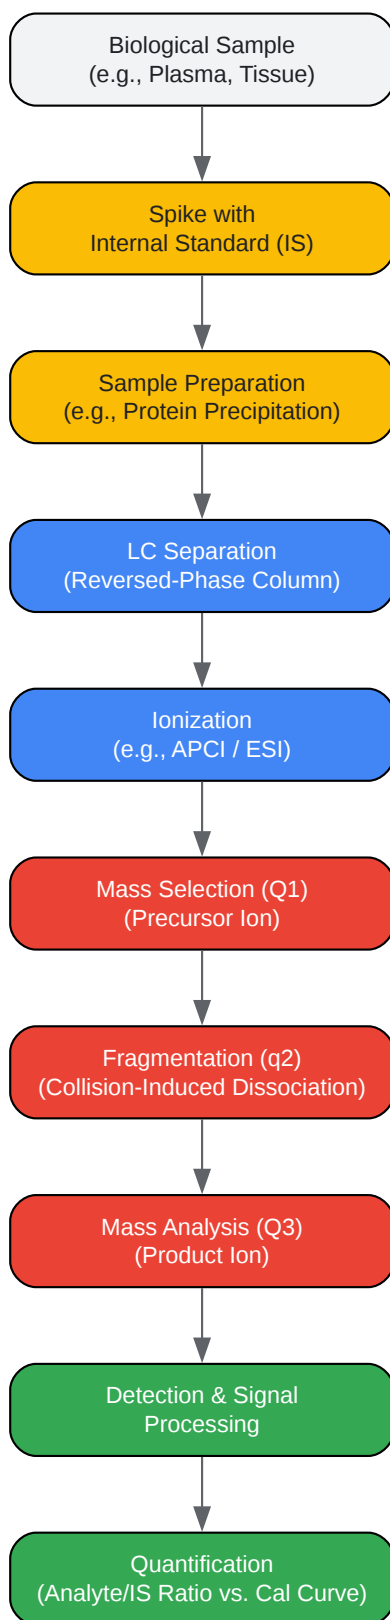 Biological Sample
(e.g., Plasma, Tissue)
Spike with
Internal Standard (IS)
Sample Preparation
(e.g., Protein Precipitation)
LC Separation
(Reversed-Phase Column)
Ionization
(e.g., APCI / ESI)
Mass Selection (Q1)
(Precursor Ion)
Fragmentation (q2)
(Collision-Induced Dissociation)
Mass Analysis (Q3)
(Product Ion)
Detection & Signal
Processing
Quantification
(Analyte/IS Ratio vs. Cal Curve)